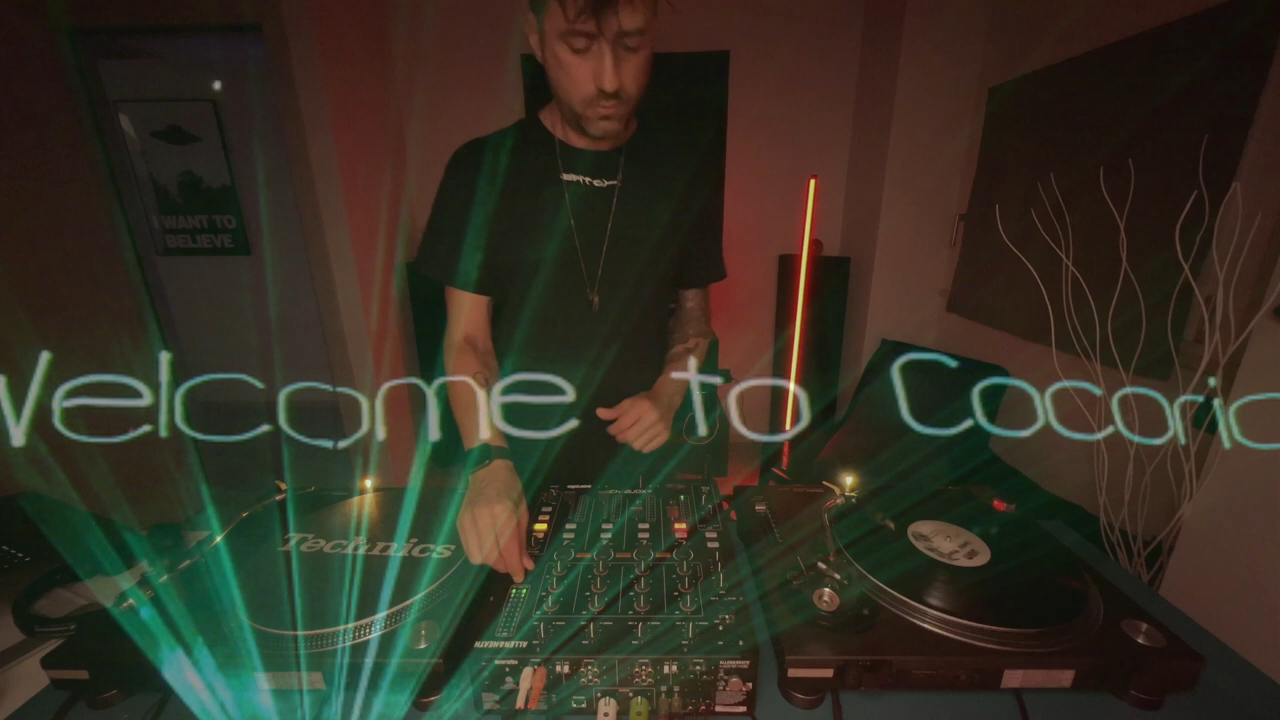 I WANT TO
BELIEVE
Welcome to Cocoric
Technics
ALLEN&HEATH